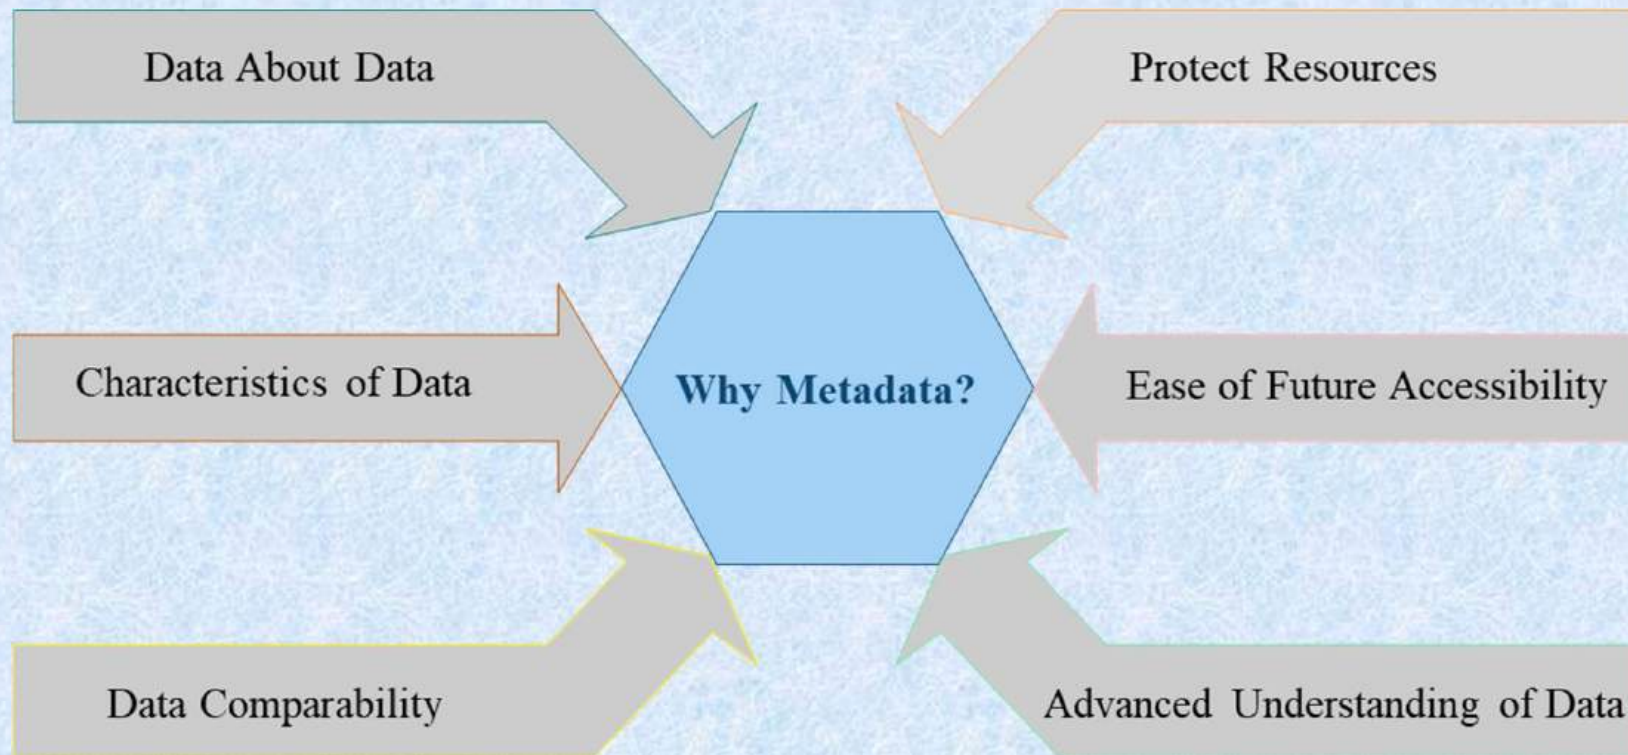 Data About Data
Protect Resources
Characteristics of Data
Why Metadata?
Ease of Future Accessibility
Data Comparability
Advanced Understanding of Data